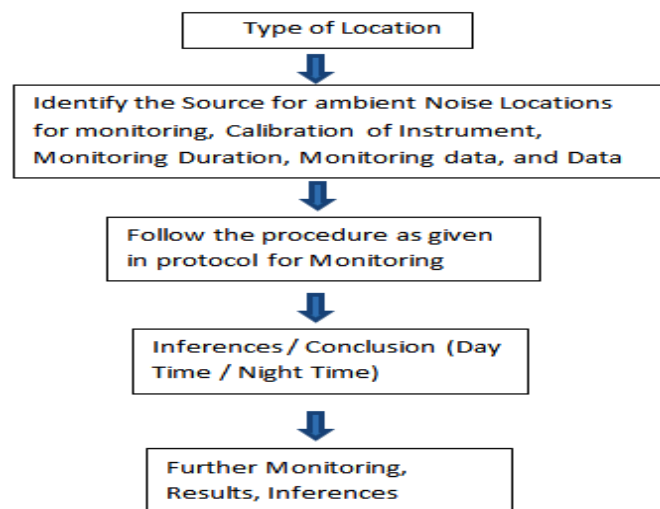 Type of Location
Identify the Source for ambient Noise Locations
for monitoring, Calibration of Instrument,
Monitoring Duration, Monitoring data, and Data
Follow the procedure as given
in protocol for Monitoring
Inferences / Conclusion (Day
Time / Night Time)
Further Monitoring,
Results, Inferences